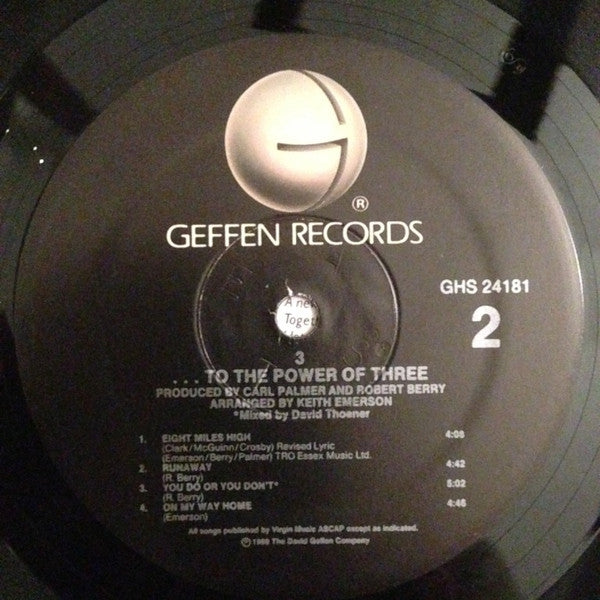 ®
GEFFEN RECORDS
GHS 24181
2
A new
Togeth
3
. . . TO THE POWER OF THREE
PRODUCED BY CARL PALMER AND ROBERT BERRY
ARRANGED BY KEITH EMERSON
*Mixed by David Thoener
1. EIGHT MILES HIGH 4:08
(Clark/McGuinn/Crosby) Revised Lyric
(Emerson/Berry/Palmer) TRO Essex Music Ltd.
2. RUNAWAY 4:42
(R. Berry)
3. YOU DO OR YOU DON'T* 5:02
(R. Berry)
4. ON MY WAY HOME 4:46
(Emerson)
All songs published by Virgin Music ASCAP except as indicated.
℗ 1988 The David Geffen Company